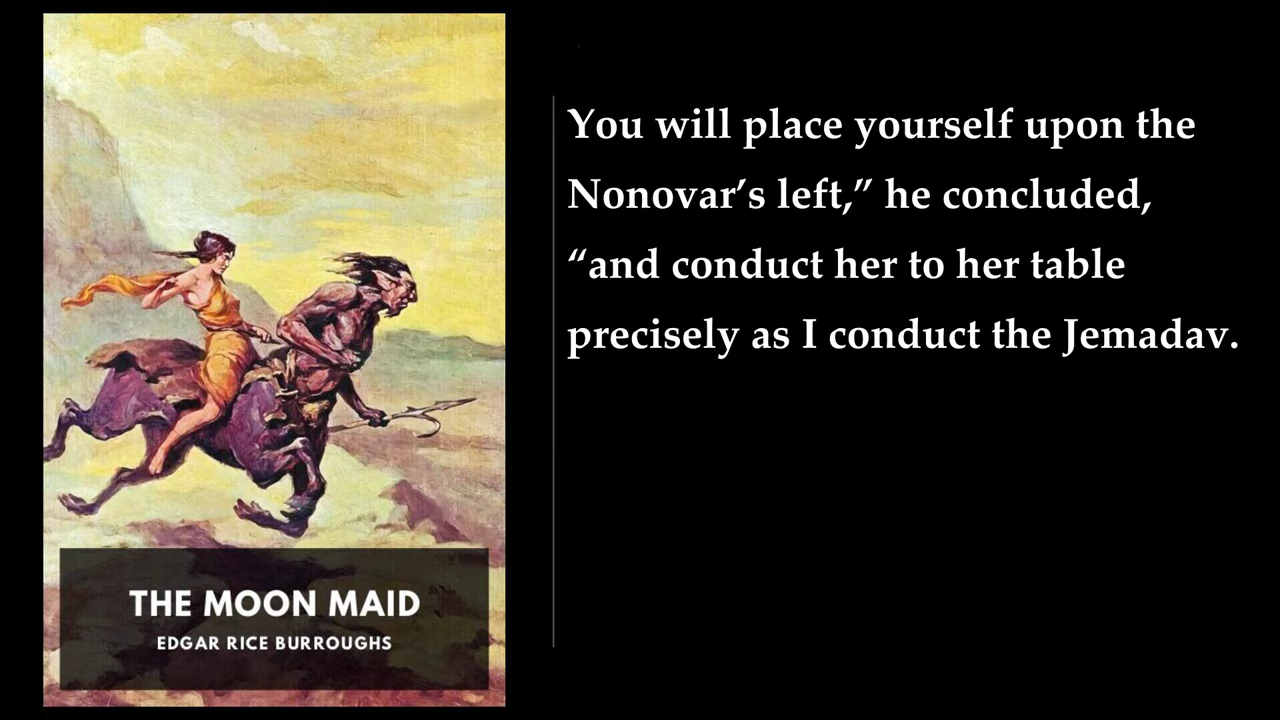 You will place yourself upon the
Nonovar’s left,” he concluded,
“and conduct her to her table
precisely as I conduct the Jemadav.
THE MOON MAID
EDGAR RICE BURROUGHS